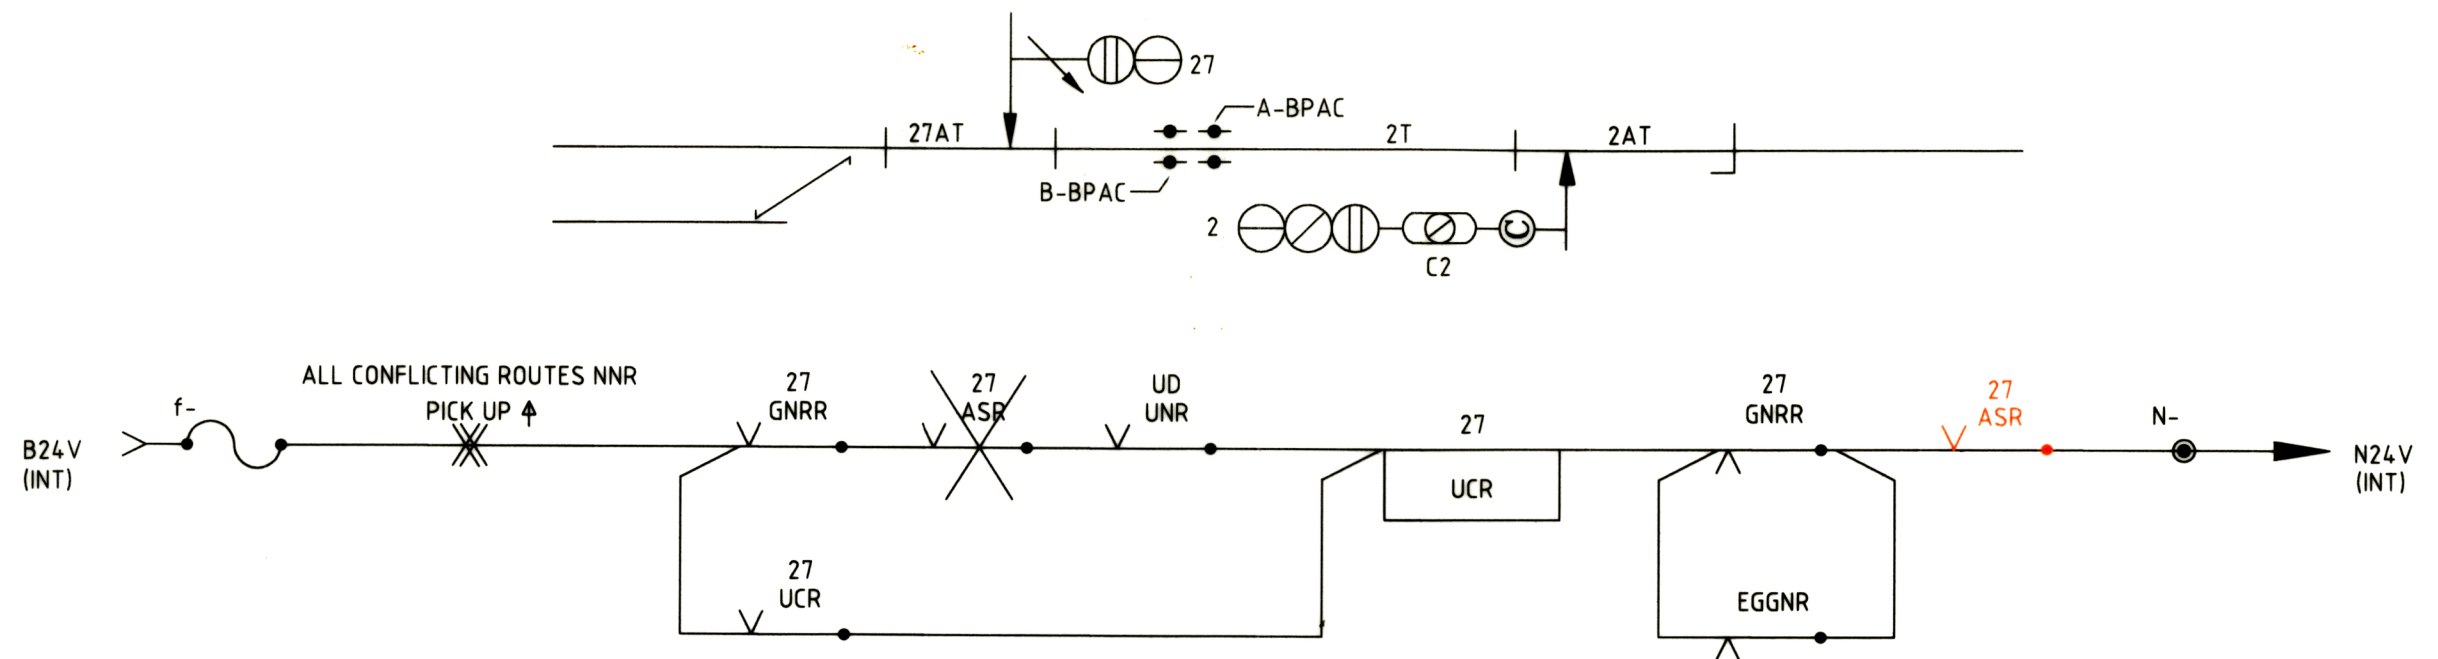 27
A-BPAC
27AT
2T
2AT
B-BPAC
2
C
C2
ALL CONFLICTING ROUTES NNR
PICK UP
f-
B24V
(INT)
27
GNRR
27
ASR
UD
UNR
27
UCR
27
GNRR
27
ASR
N-
N24V
(INT)
27
UCR
EGGNR